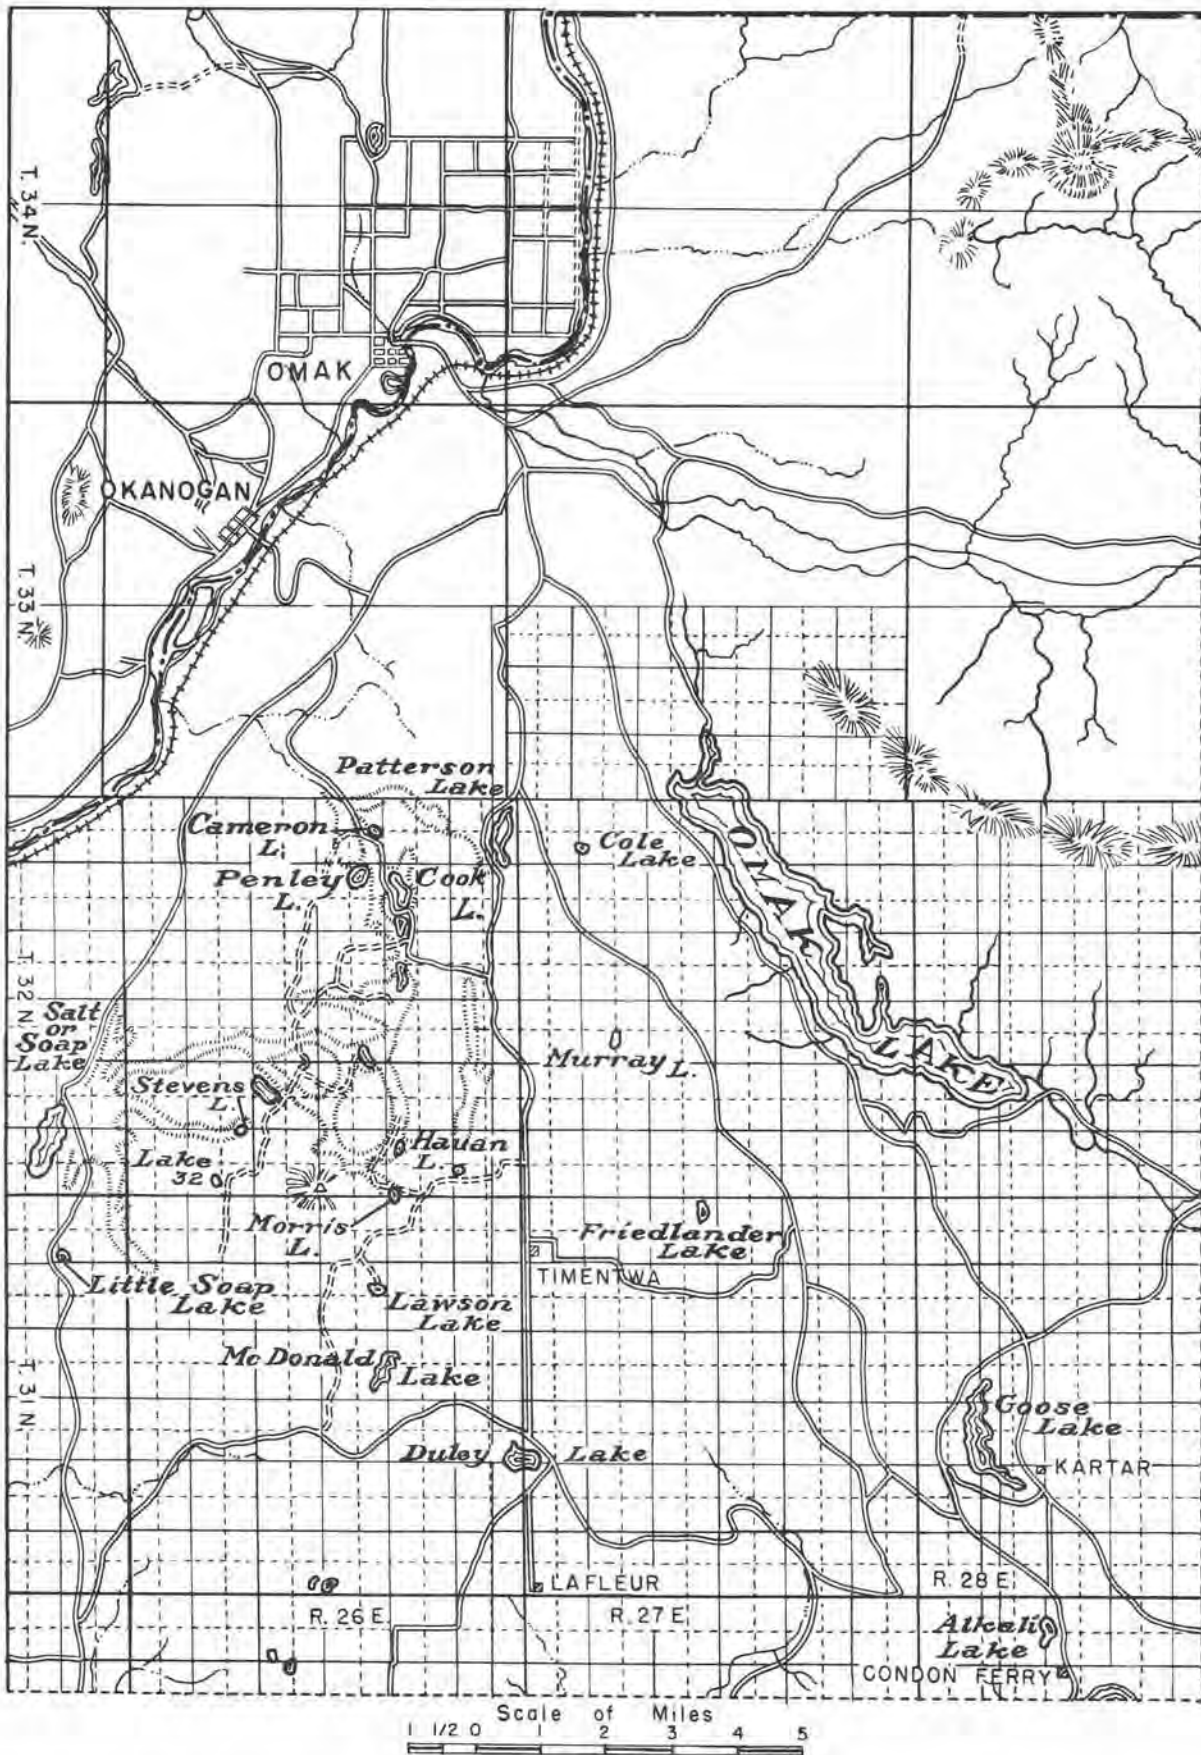 T. 34 N.
OMAK
OKANOGAN
T. 33 N.
Patterson
Lake
Cameron
L.
Penley
L.
Cook
L.
Cole
Lake
OMAK LAKE
T. 32 N.
Salt
or
Soap
Lake
Stevens
L.
Murray L.
Hauan
L.
Lake
32
Morris
L.
Friedlander
Lake
TIMENTWA
Little Soap
Lake
Lawson
Lake
McDonald
Lake
T. 31 N.
Goose
Lake
Duley Lake
KARTAR
LAFLEUR
R. 28 E.
R. 26 E.
R. 27 E.
Alkali
Lake
CONDON FERRY
Scale of Miles
1 1/2 0 1 2 3 4 5